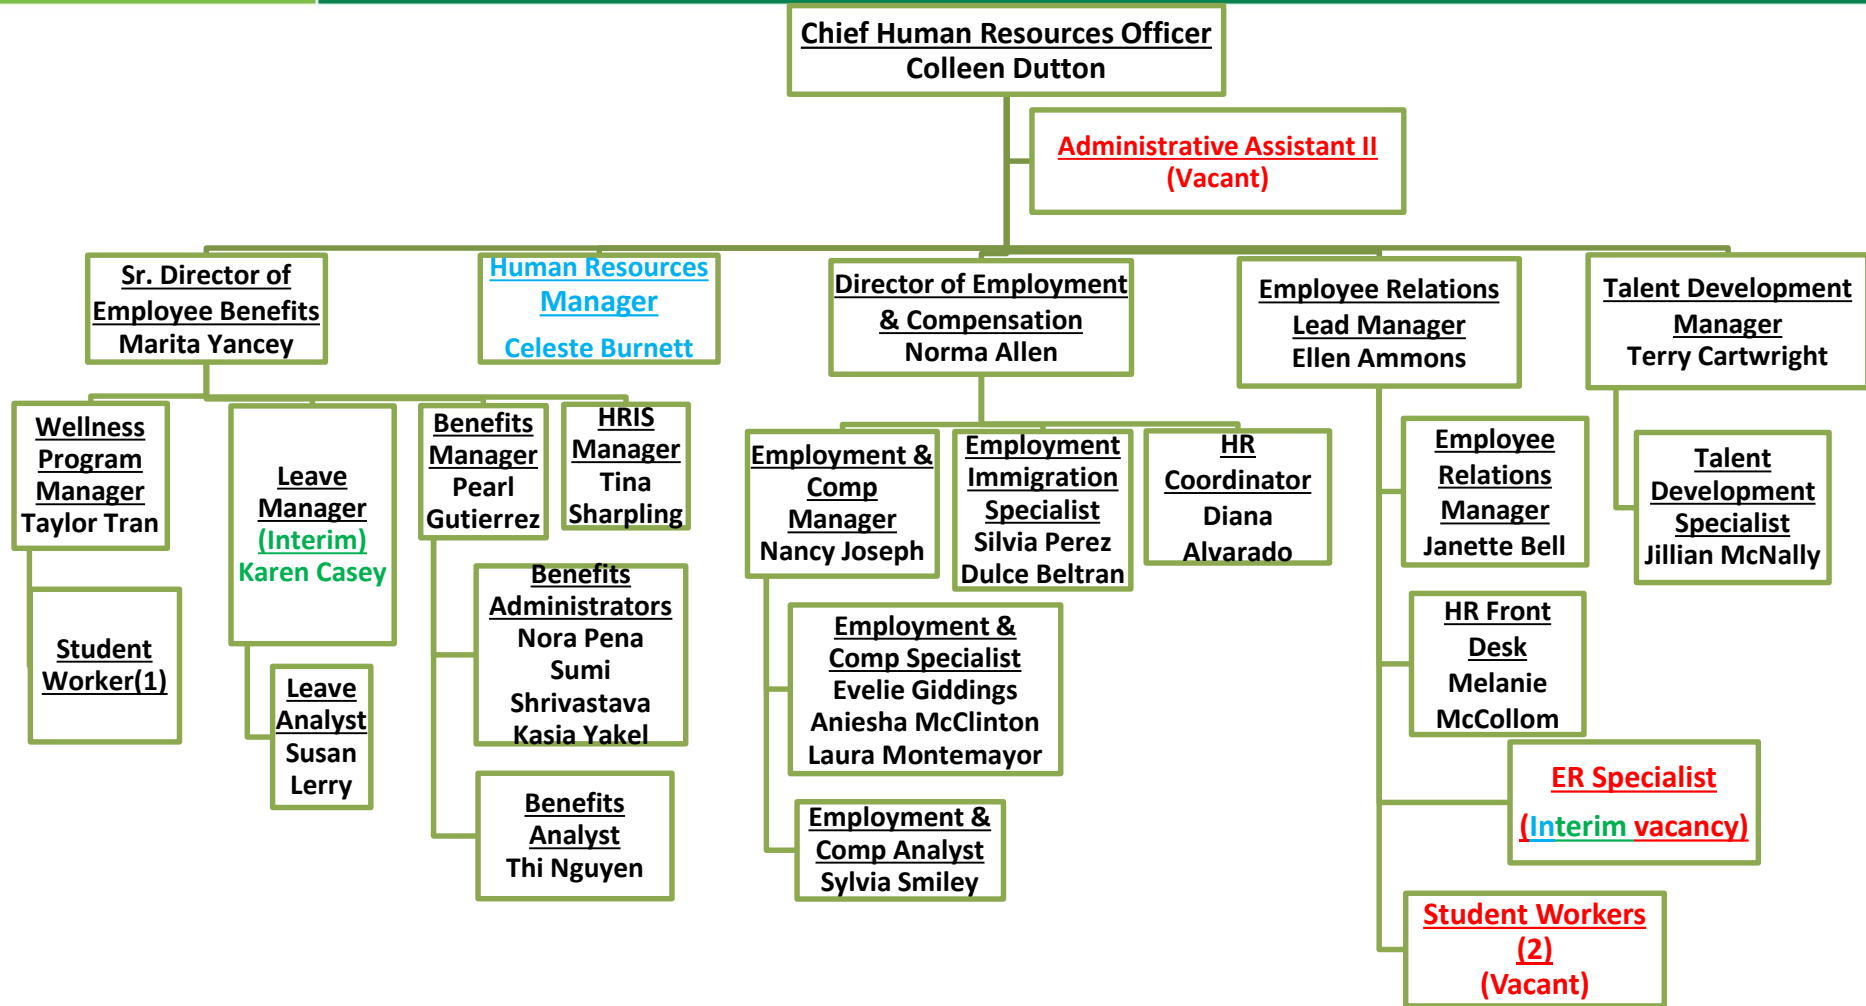 Chief Human Resources Officer
Colleen Dutton
Administrative Assistant II
(Vacant)
Sr. Director of
Employee Benefits
Marita Yancey
Human Resources
Manager
Celeste Burnett
Director of Employment
& Compensation
Norma Allen
Employee Relations
Lead Manager
Ellen Ammons
Talent Development
Manager
Terry Cartwright
Wellness
Program
Manager
Taylor Tran
Student
Worker(1)
Leave
Manager
(Interim)
Karen Casey
Leave
Analyst
Susan
Lerry
Benefits
Manager
Pearl
Gutierrez
Benefits
Administrators
Nora Pena
Sumi
Shrivastava
Kasia Yakel
Benefits
Analyst
Thi Nguyen
HRIS
Manager
Tina
Sharpling
Employment &
Comp
Manager
Nancy Joseph
Employment &
Comp Specialist
Evelie Giddings
Aniesha McClinton
Laura Montemayor
Employment &
Comp Analyst
Sylvia Smiley
Employment
Immigration
Specialist
Silvia Perez
Dulce Beltran
HR
Coordinator
Diana
Alvarado
Employee
Relations
Manager
Janette Bell
HR Front
Desk
Melanie
McCollom
ER Specialist
(Interim vacancy)
Student Workers
(2)
(Vacant)
Talent
Development
Specialist
Jillian McNally